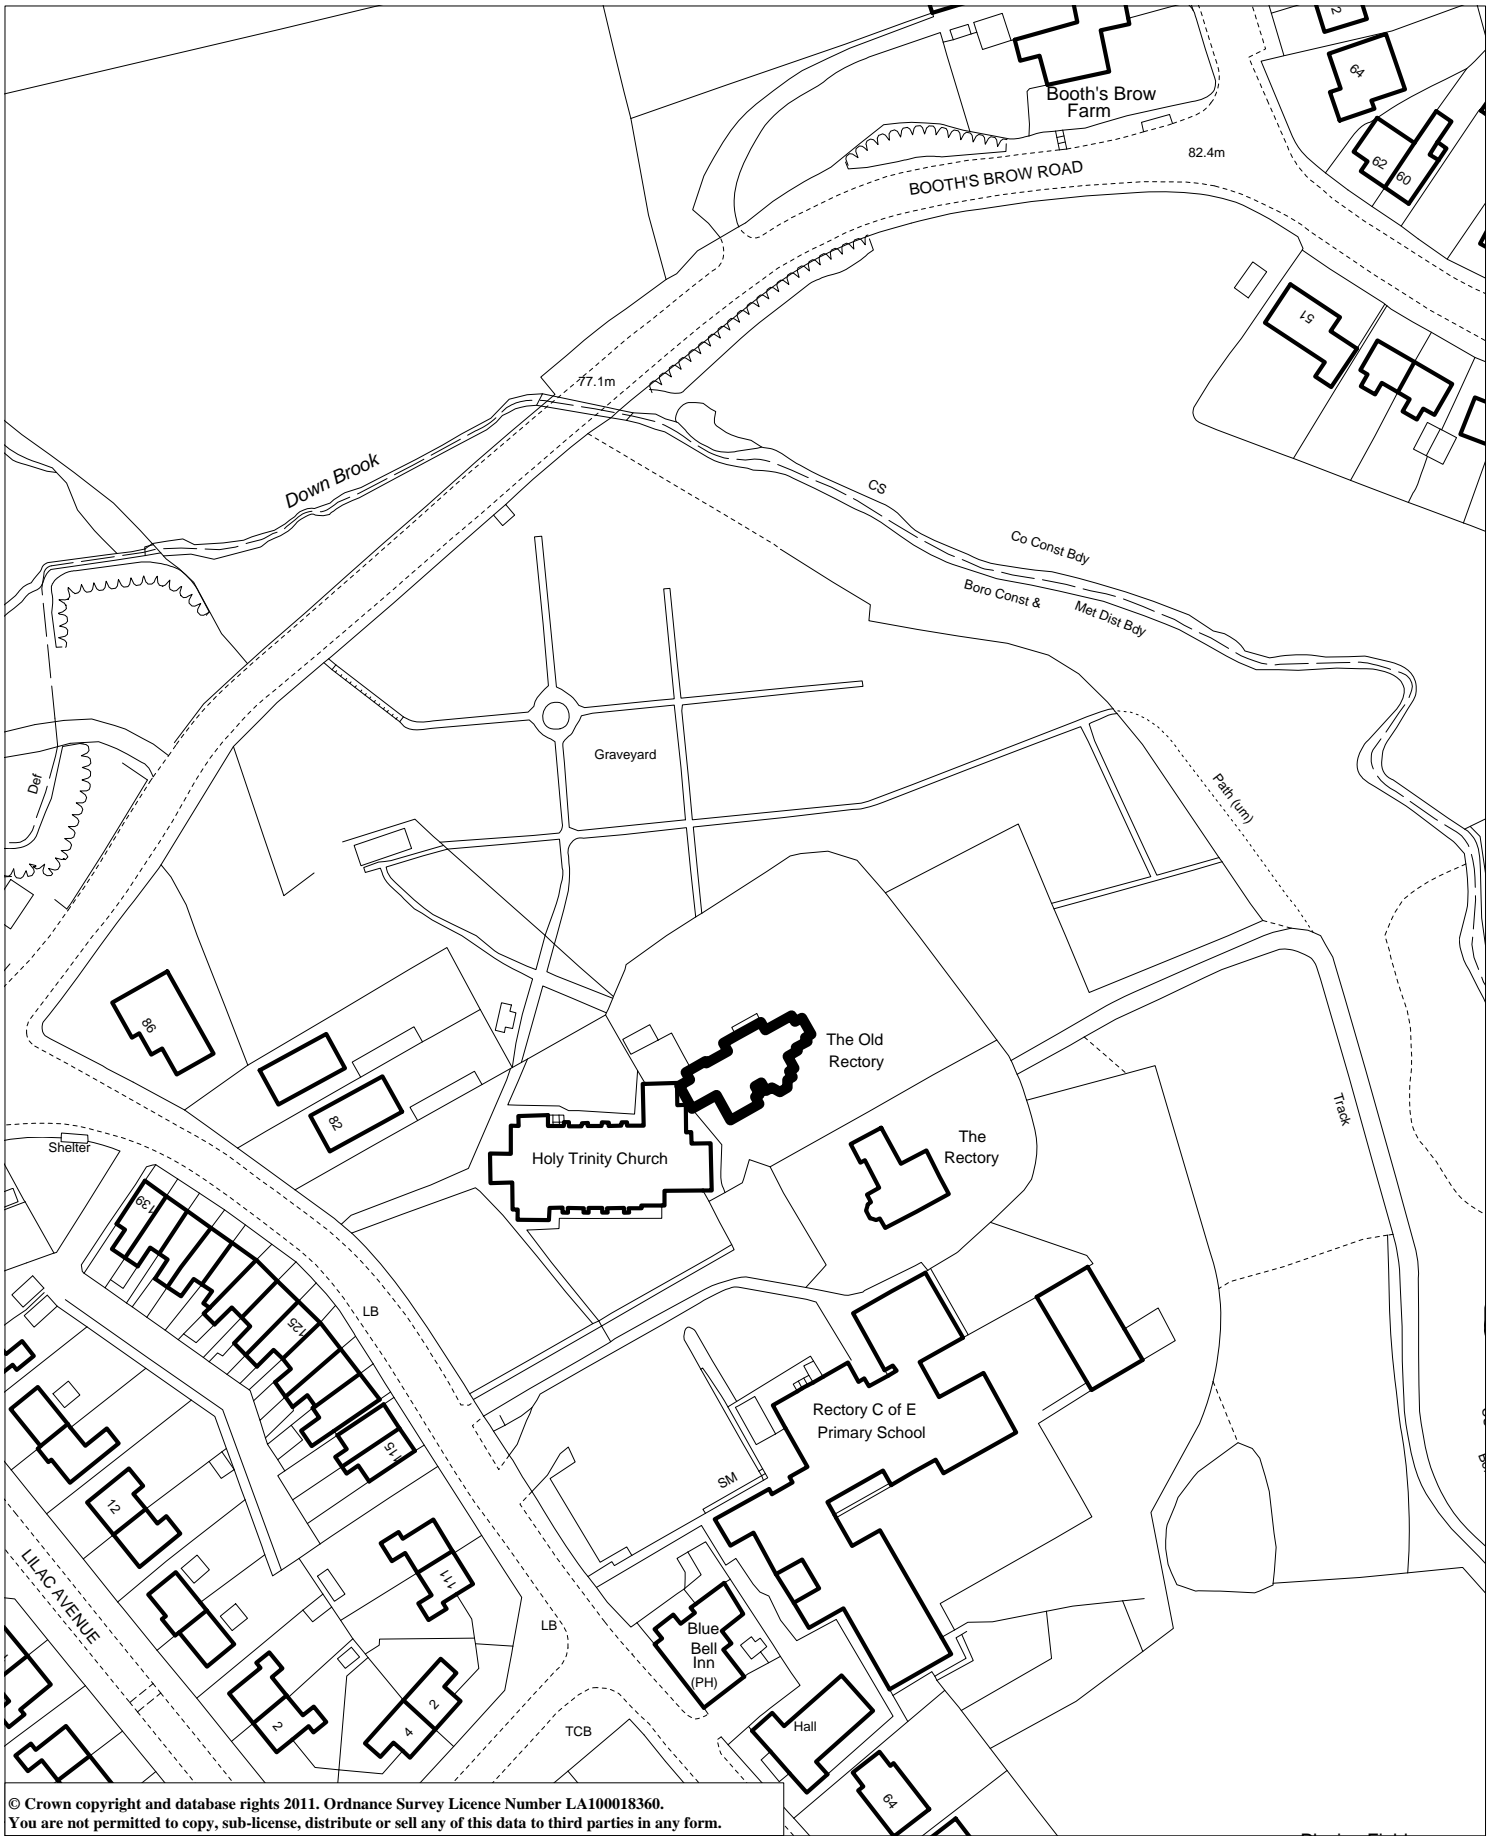 2
64
Booth's Brow
Farm
82.4m
62
60
BOOTH'S BROW ROAD
51
77.1m
Down Brook
CS
Co Const Bdy
Boro Const &
Met Dist Bdy
Graveyard
Def
Path (um)
86
The Old
Rectory
82
Track
Shelter
The
Rectory
Holy Trinity Church
139
LB
125
Rectory C of E
Primary School
115
SM
12
LILAC AVENUE
111
LB
Blue
Bell
Inn
(PH)
2
2
4
TCB
Hall
64
© Crown copyright and database rights 2011. Ordnance Survey Licence Number LA100018360.
You are not permitted to copy, sub-license, distribute or sell any of this data to third parties in any form.